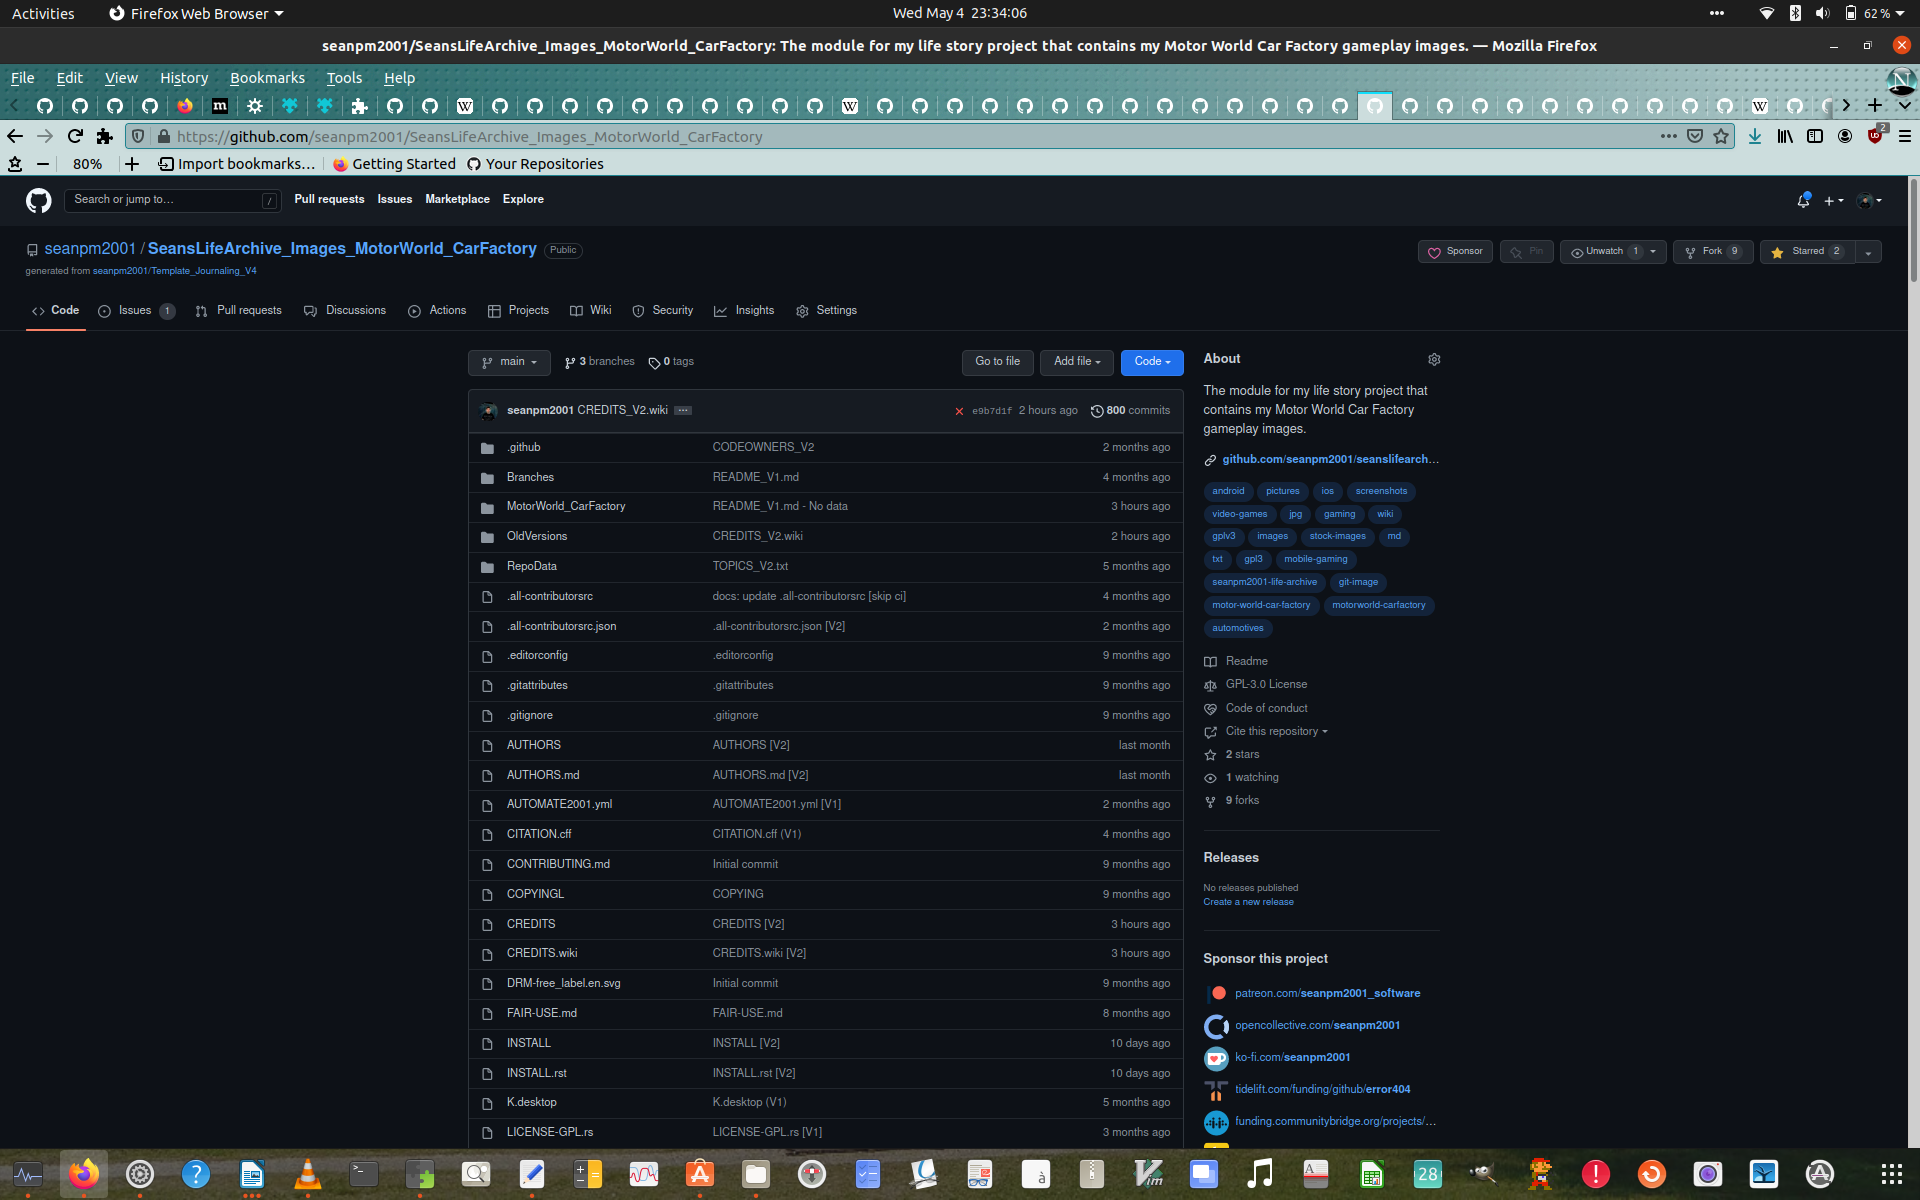 Activities Firefox Web Browser Wed May 4 23:34:06 62 %
seanpm2001/SeansLifeArchive_Images_MotorWorld_CarFactory: The module for my life story project that contains my Motor World Car Factory gameplay images. — Mozilla Firefox
File Edit View History Bookmarks Tools Help
https://github.com/seanpm2001/SeansLifeArchive_Images_MotorWorld_CarFactory 2
80% Import bookmarks… Getting Started Your Repositories
Search or jump to… / Pull requests Issues Marketplace Explore
seanpm2001 / SeansLifeArchive_Images_MotorWorld_CarFactory Public Sponsor Pin Unwatch 1 Fork 9 Starred 2
generated from seanpm2001/Template_Journaling_V4
Code Issues 1 Pull requests Discussions Actions Projects Wiki Security Insights Settings
main 3 branches 0 tags Go to file Add file Code
seanpm2001 CREDITS_V2.wiki ... e9b7d1f 2 hours ago 800 commits
.github CODEOWNERS_V2 2 months ago
Branches README_V1.md 4 months ago
MotorWorld_CarFactory README_V1.md - No data 3 hours ago
OldVersions CREDITS_V2.wiki 2 hours ago
RepoData TOPICS_V2.txt 5 months ago
.all-contributorsrc docs: update .all-contributorsrc [skip ci] 4 months ago
.all-contributorsrc.json .all-contributorsrc.json [V2] 2 months ago
.editorconfig .editorconfig 9 months ago
.gitattributes .gitattributes 9 months ago
.gitignore .gitignore 9 months ago
AUTHORS AUTHORS [V2] last month
AUTHORS.md AUTHORS.md [V2] last month
AUTOMATE2001.yml AUTOMATE2001.yml [V1] 2 months ago
CITATION.cff CITATION.cff (V1) 4 months ago
CONTRIBUTING.md Initial commit 9 months ago
COPYINGL COPYING 9 months ago
CREDITS CREDITS [V2] 3 hours ago
CREDITS.wiki CREDITS.wiki [V2] 3 hours ago
DRM-free_label.en.svg Initial commit 9 months ago
FAIR-USE.md FAIR-USE.md 8 months ago
INSTALL INSTALL [V2] 10 days ago
INSTALL.rst INSTALL.rst [V2] 10 days ago
K.desktop K.desktop (V1) 5 months ago
LICENSE-GPL.rs LICENSE-GPL.rs [V1] 3 months ago
About
The module for my life story project that
contains my Motor World Car Factory
gameplay images.
github.com/seanpm2001/seanslifearch…
android pictures ios screenshots
video-games jpg gaming wiki
gplv3 images stock-images md
txt gpl3 mobile-gaming
seanpm2001-life-archive git-image
motor-world-car-factory motorworld-carfactory
automotives
Readme
GPL-3.0 License
Code of conduct
Cite this repository
2 stars
1 watching
9 forks
Releases
No releases published
Create a new release
Sponsor this project
patreon.com/seanpm2001_software
opencollective.com/seanpm2001
ko-fi.com/seanpm2001
tidelift.com/funding/github/error404
funding.communitybridge.org/projects/…
28